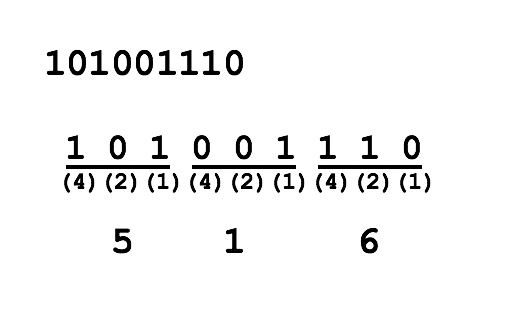 101001110
1 0 1 0 0 1 1 1 0
(4) (2) (1) (4) (2) (1) (4) (2) (1)
5 1 6